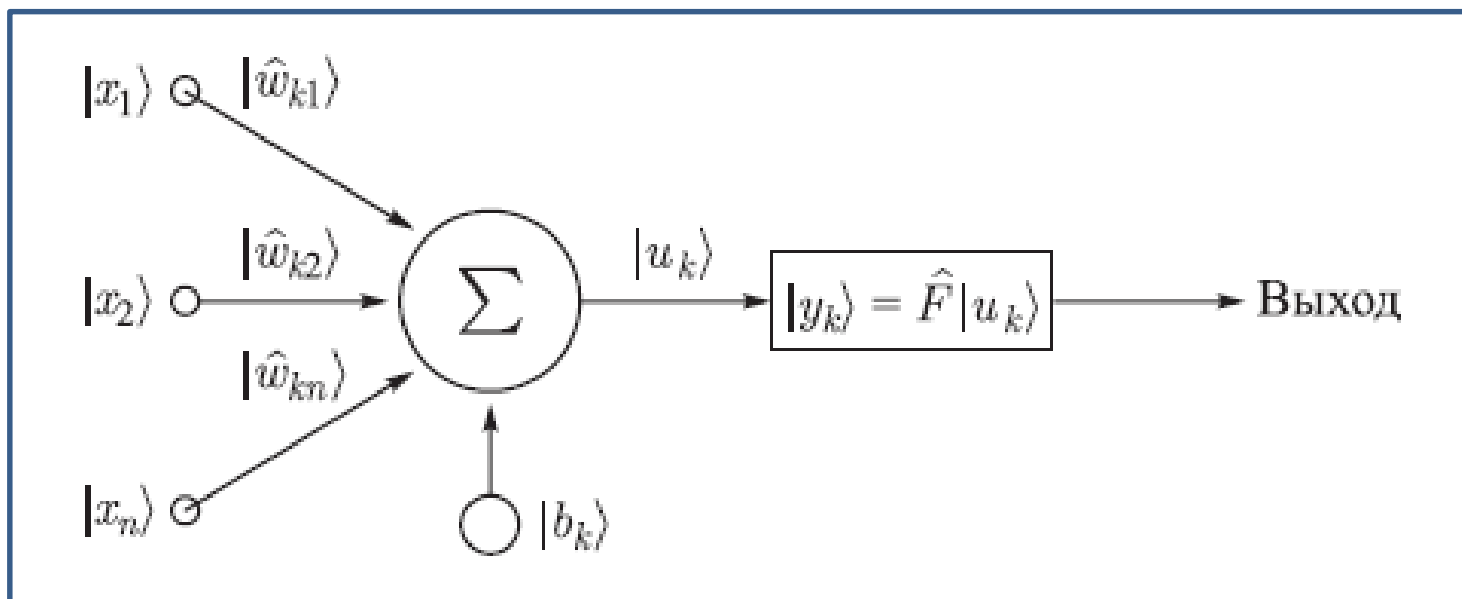 |x₁⟩ |ŵₖ₁⟩
|x₂⟩ |ŵₖ₂⟩ Σ |uₖ⟩ |yₖ⟩ = F̂|uₖ⟩ Выход
|ŵₖₙ⟩
|xₙ⟩ |bₖ⟩